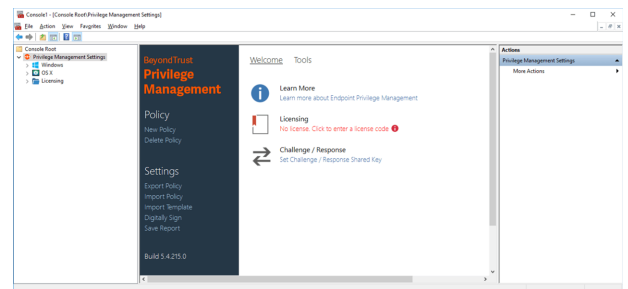 Console1 - [Console Root\Privilege Management Settings]
File Action View Favorites Window Help
Console Root
Privilege Management Settings
Windows
OS X
Licensing
BeyondTrust
Privilege
Management
Policy
New Policy
Delete Policy
Settings
Export Policy
Import Policy
Import Template
Digitally Sign
Save Report
Build 5.4.215.0
Welcome Tools
Learn More
Learn more about Endpoint Privilege Management
Licensing
No license. Click to enter a license code
Challenge / Response
Set Challenge / Response Shared Key
Actions
Privilege Management Settings
More Actions